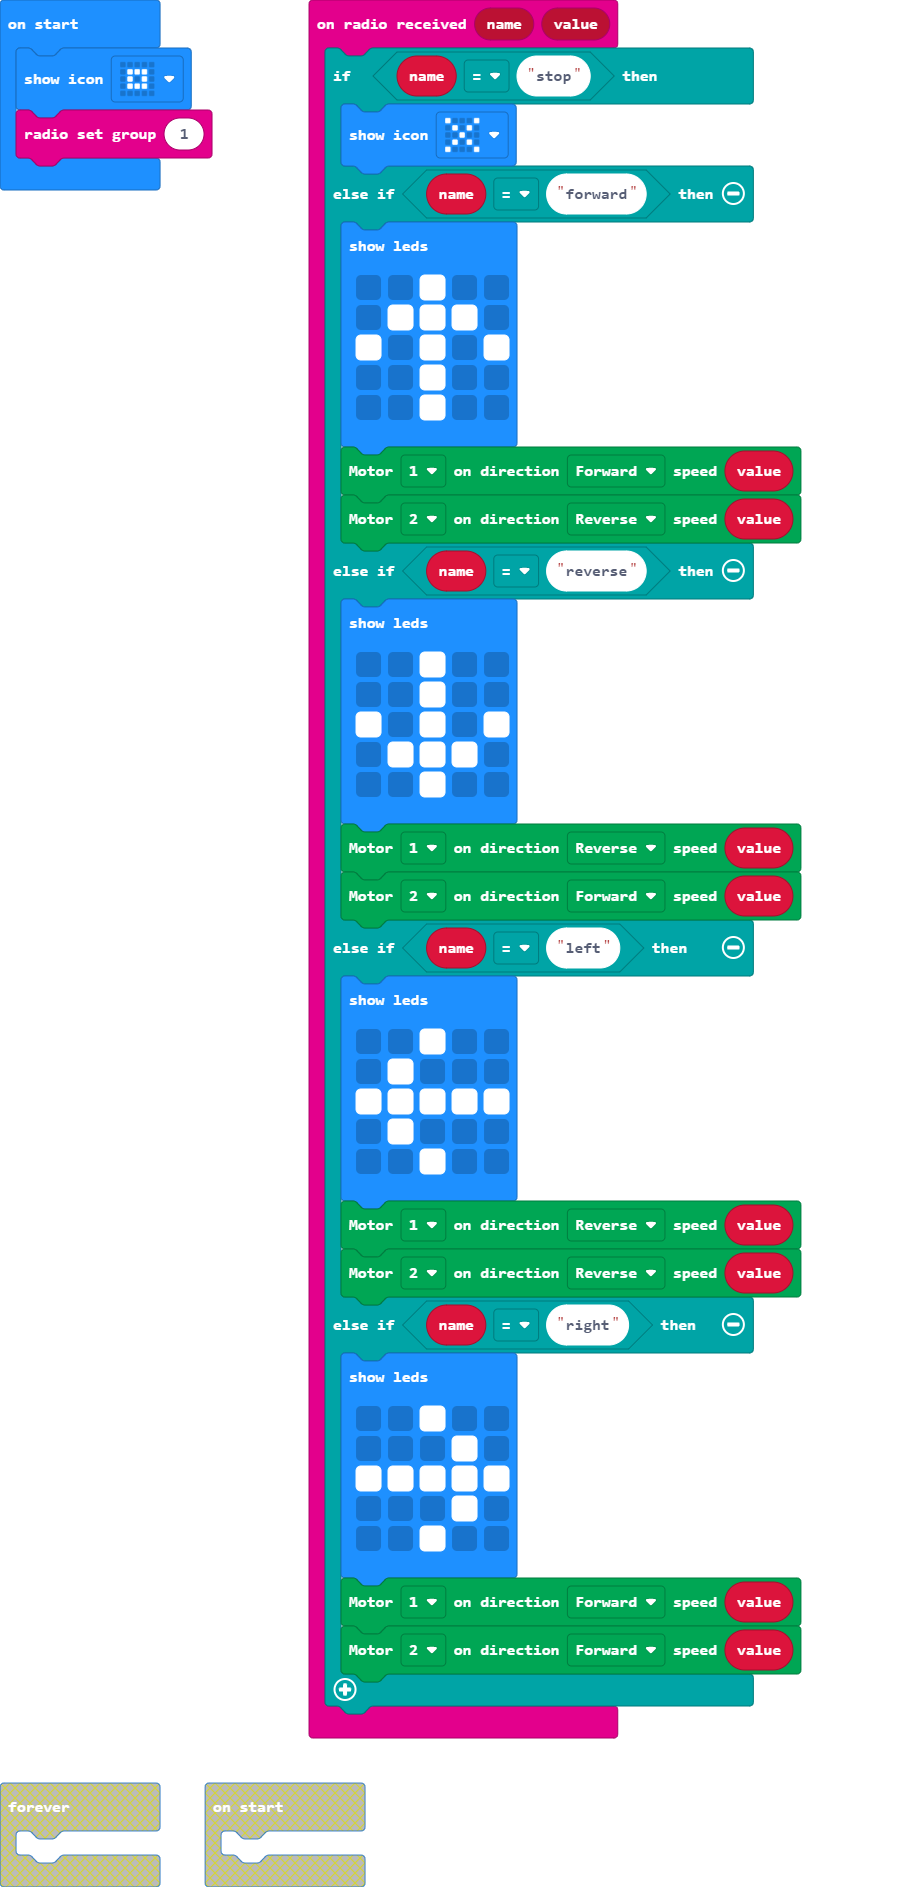 on start
show icon
radio set group 1
on radio received name value
if name = "stop" then
show icon
else if name = "forward" then
show leds
Motor 1 on direction Forward speed value
Motor 2 on direction Reverse speed value
else if name = "reverse" then
show leds
Motor 1 on direction Reverse speed value
Motor 2 on direction Forward speed value
else if name = "left" then
show leds
Motor 1 on direction Reverse speed value
Motor 2 on direction Reverse speed value
else if name = "right" then
show leds
Motor 1 on direction Forward speed value
Motor 2 on direction Forward speed value
forever
on start